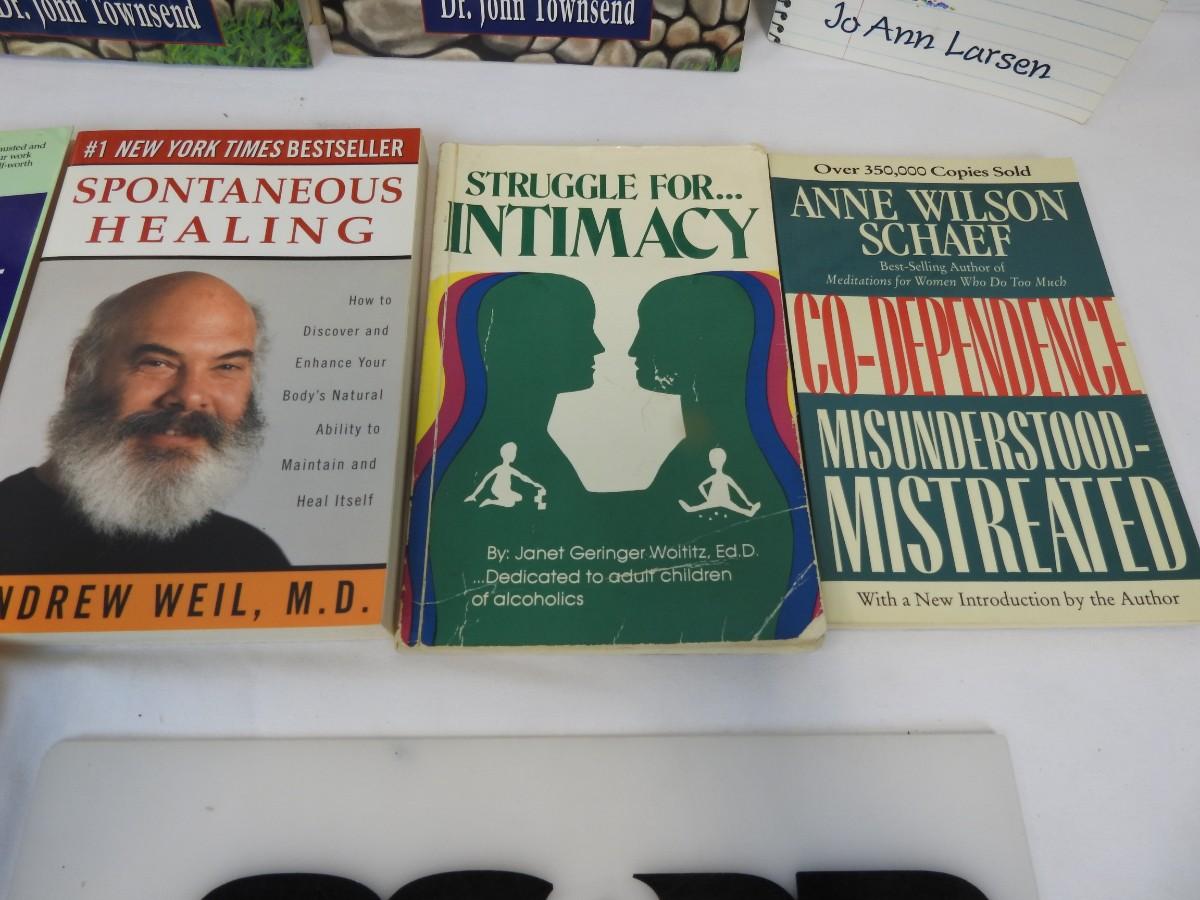 Dr. John Townsend
Dr. John Townsend
Jo Ann Larsen
and
work
#1 NEW YORK TIMES BESTSELLER
SPONTANEOUS
HEALING
How to
Discover and
Enhance Your
Body's Natural
Ability to
Maintain and
Heal Itself
NDREW WEIL, M.D.
STRUGGLE FOR...
INTIMACY
By: Janet Geringer Woititz, Ed.D.
...Dedicated to adult children
of alcoholics
Over 350,000 Copies Sold
ANNE WILSON
SCHAEF
Best-Selling Author of
Meditations for Women Who Do Too Much
CO-DEPENDENCE
MISUNDERSTOOD-
MISTREATED
With a New Introduction by the Author